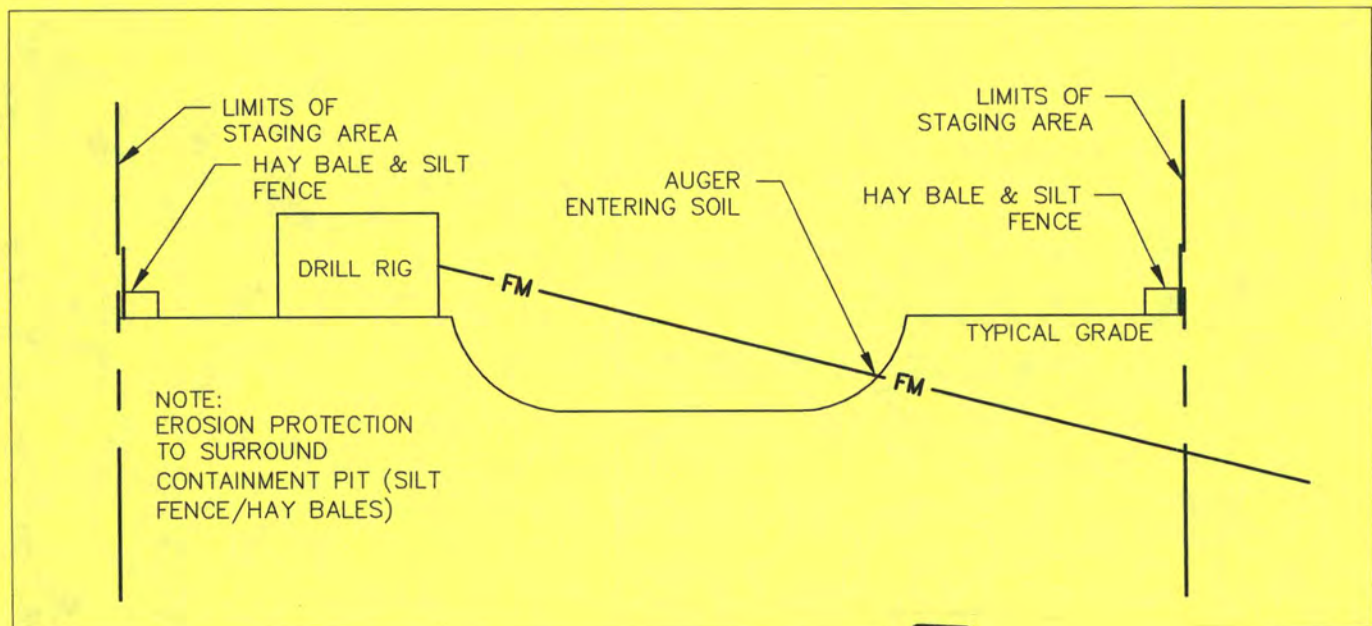 LIMITS OF
STAGING AREA
HAY BALE & SILT
FENCE
DRILL RIG
FM
AUGER
ENTERING SOIL
LIMITS OF
STAGING AREA
HAY BALE & SILT
FENCE
TYPICAL GRADE
FM
NOTE:
EROSION PROTECTION
TO SURROUND
CONTAINMENT PIT (SILT
FENCE/HAY BALES)